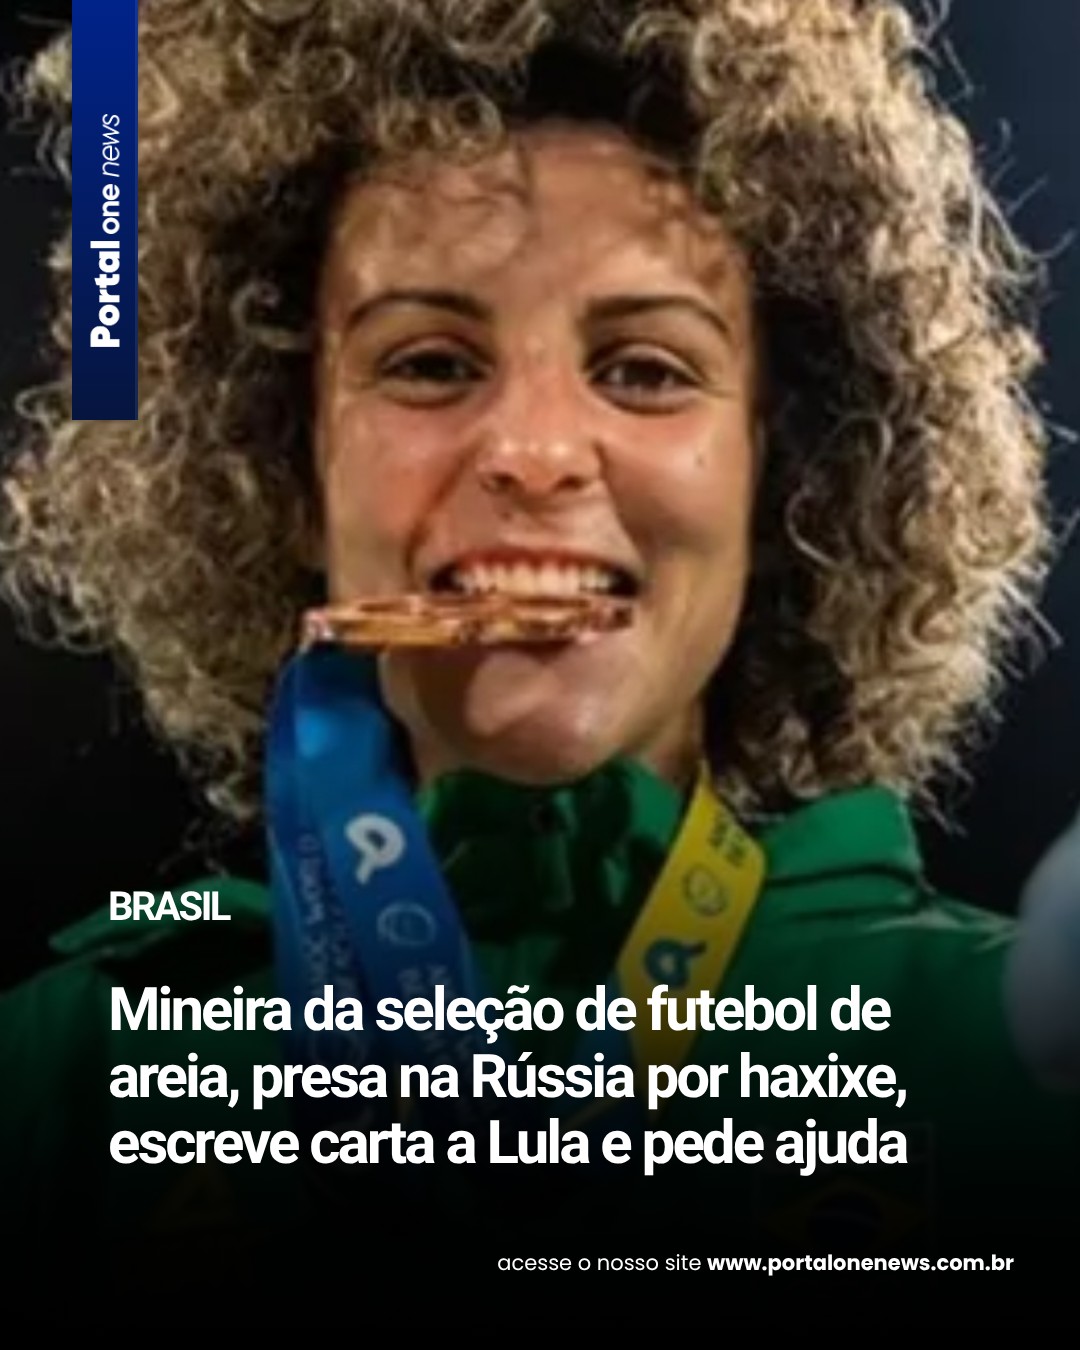 Portal one news
BRASIL
Mineira da seleção de futebol de
areia, presa na Rússia por haxixe,
escreve carta a Lula e pede ajuda
acesse o nosso site www.portalonenews.com.br